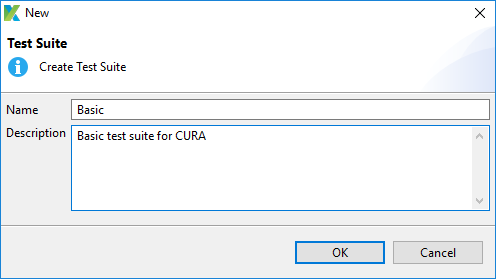 New
Test Suite
Create Test Suite
Name Basic
Description Basic test suite for CURA
OK Cancel